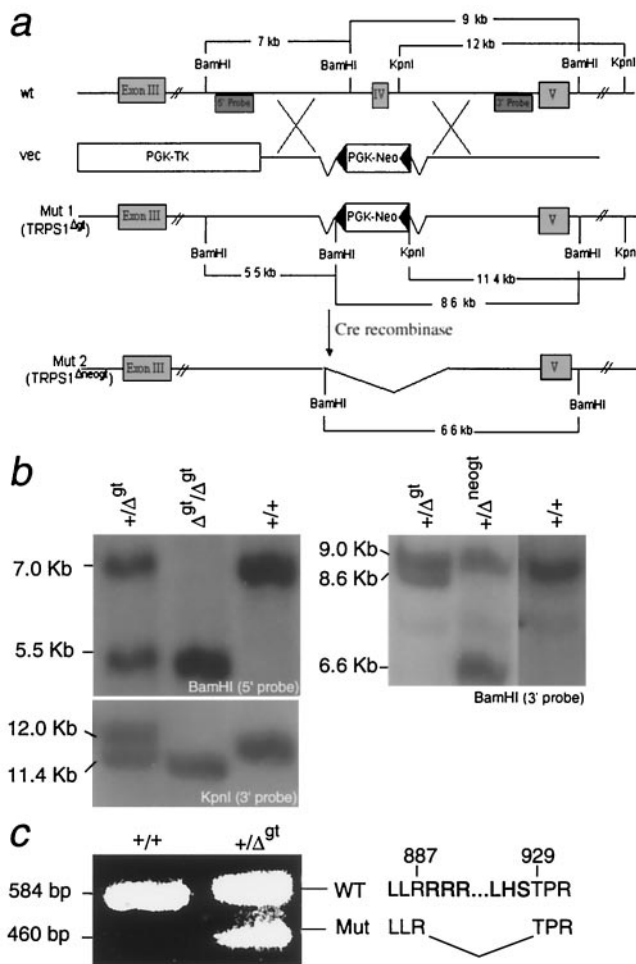 a
7 kb
9 kb
12 kb
BamHI
BamHI
KpnI
BamHI
KpnI
wt
Exon III
5' Probe
IV
3' Probe
V
vec
PGK-TK
PGK-Neo
Mut 1
(TRPS1Δgt)
Exon III
PGK-Neo
V
BamHI
BamHI
KpnI
BamHI
KpnI
5 5 kb
11 4 kb
8 6 kb
Cre recombinase
Mut 2
(TRPS1Δneogt)
Exon III
V
BamHI
BamHI
6 6 kb
b
+/Δgt
Δgt/Δgt
+/+
7.0 Kb
5.5 Kb
BamHI (5' probe)
12.0 Kb
11.4 Kb
KpnI (3' probe)
+/Δgt
+/Δneogt
+/+
9.0 Kb
8.6 Kb
6.6 Kb
BamHI (3' probe)
c
+/+
+/Δgt
887
929
584 bp
WT
LLRRRRR...LHSTPR
460 bp
Mut
LLR
TPR